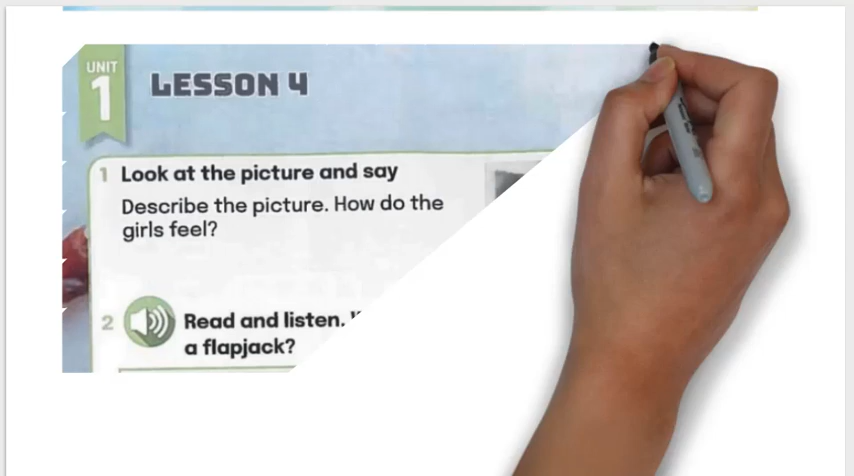 UNIT
1
LESSON 4
1 Look at the picture and say
Describe the picture. How do the
girls feel?
2 Read and listen.
a flapjack?